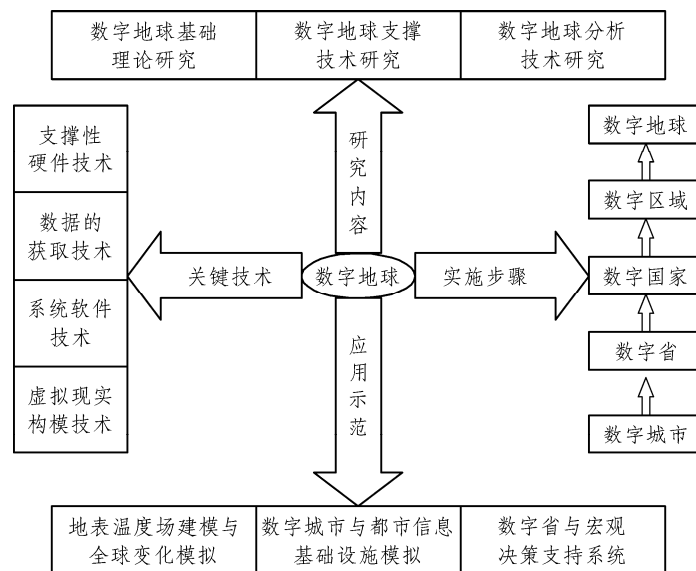 数字地球基础
理论研究
数字地球支撑
技术研究
数字地球分析
技术研究
支撑性
硬件技术
数据的
获取技术
系统软件
技术
虚拟现实
构模技术
研究内容
关键技术
数字地球
实施步骤
应用示范
数字地球
数字区域
数字国家
数字省
数字城市
地表温度场建模与
全球变化模拟
数字城市与都市信息
基础设施模拟
数字省与宏观
决策支持系统